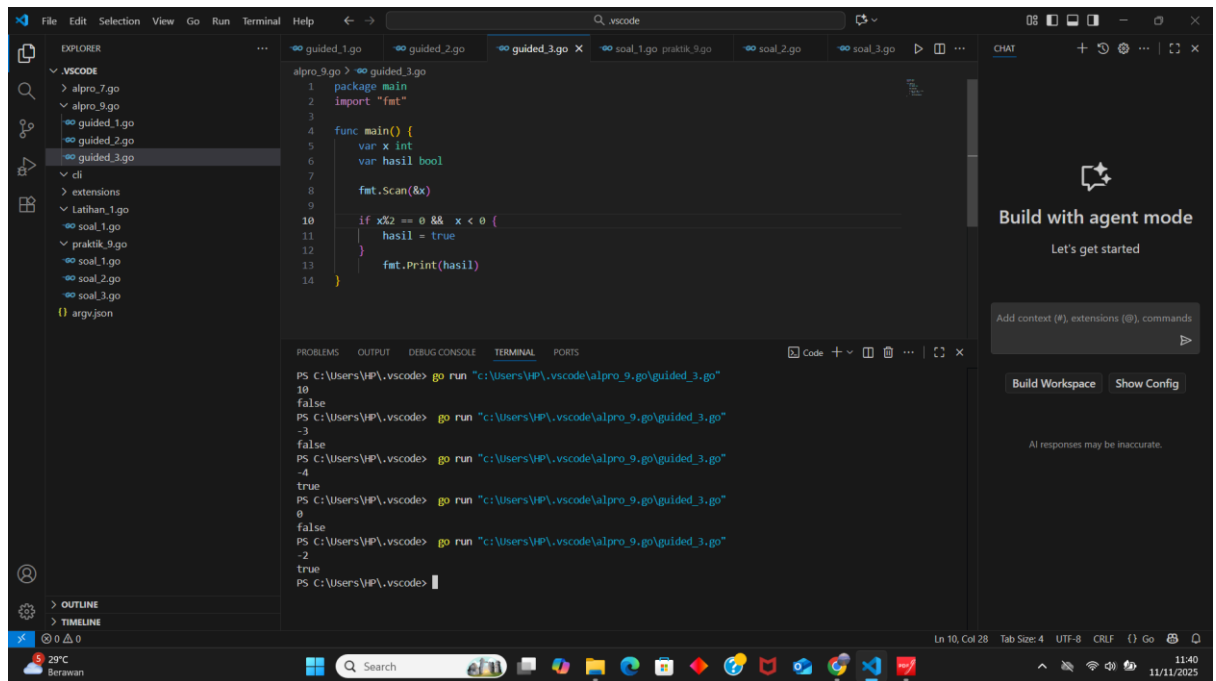 File Edit Selection View Go Run Terminal Help
.vscode
EXPLORER
.VSCODE
alpro_7.go
alpro_9.go
guided_1.go
guided_2.go
guided_3.go
cli
extensions
Latihan_1.go
soal_1.go
praktik_9.go
soal_1.go
soal_2.go
soal_3.go
{} argv.json
OUTLINE
TIMELINE
guided_1.go guided_2.go guided_3.go soal_1.go praktik_9.go soal_2.go soal_3.go
alpro_9.go > guided_3.go
1 package main
2 import "fmt"
3
4 func main() {
5 var x int
6 var hasil bool
7
8 fmt.Scan(&x)
9
10 if x%2 == 0 && x < 0 {
11 hasil = true
12 }
13 fmt.Print(hasil)
14 }
PROBLEMS OUTPUT DEBUG CONSOLE TERMINAL PORTS
Code
PS C:\Users\HP\.vscode> go run "c:\Users\HP\.vscode\alpro_9.go\guided_3.go"
10
false
PS C:\Users\HP\.vscode> go run "c:\Users\HP\.vscode\alpro_9.go\guided_3.go"
-3
false
PS C:\Users\HP\.vscode> go run "c:\Users\HP\.vscode\alpro_9.go\guided_3.go"
-4
true
PS C:\Users\HP\.vscode> go run "c:\Users\HP\.vscode\alpro_9.go\guided_3.go"
0
false
PS C:\Users\HP\.vscode> go run "c:\Users\HP\.vscode\alpro_9.go\guided_3.go"
-2
true
PS C:\Users\HP\.vscode>
CHAT
Build with agent mode
Let's get started
Add context (#), extensions (@), commands
Build Workspace Show Config
AI responses may be inaccurate.
0 0
Ln 10, Col 28 Tab Size: 4 UTF-8 CRLF {} Go
5
29°C
Berawan
Search
11:40
11/11/2025